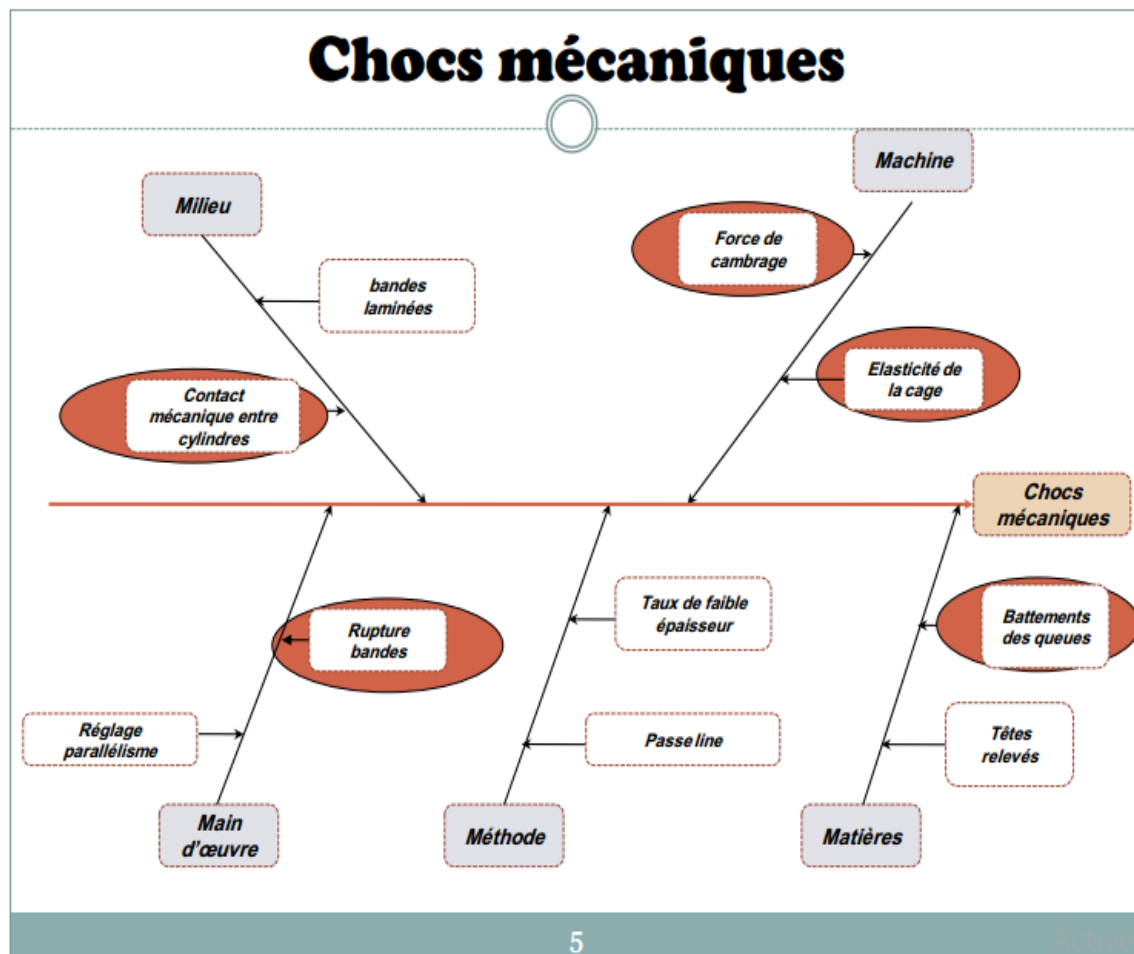 Chocs mécaniques
Machine
Milieu
Force de
cambrage
bandes
laminées
Elasticité de
la cage
Contact
mécanique entre
cylindres
Chocs
mécaniques
Taux de faible
épaisseur
Battements
des queues
Rupture
bandes
Réglage
parallélisme
Passe line
Têtes
relevés
Main
d'œuvre
Méthode
Matières
5
Active